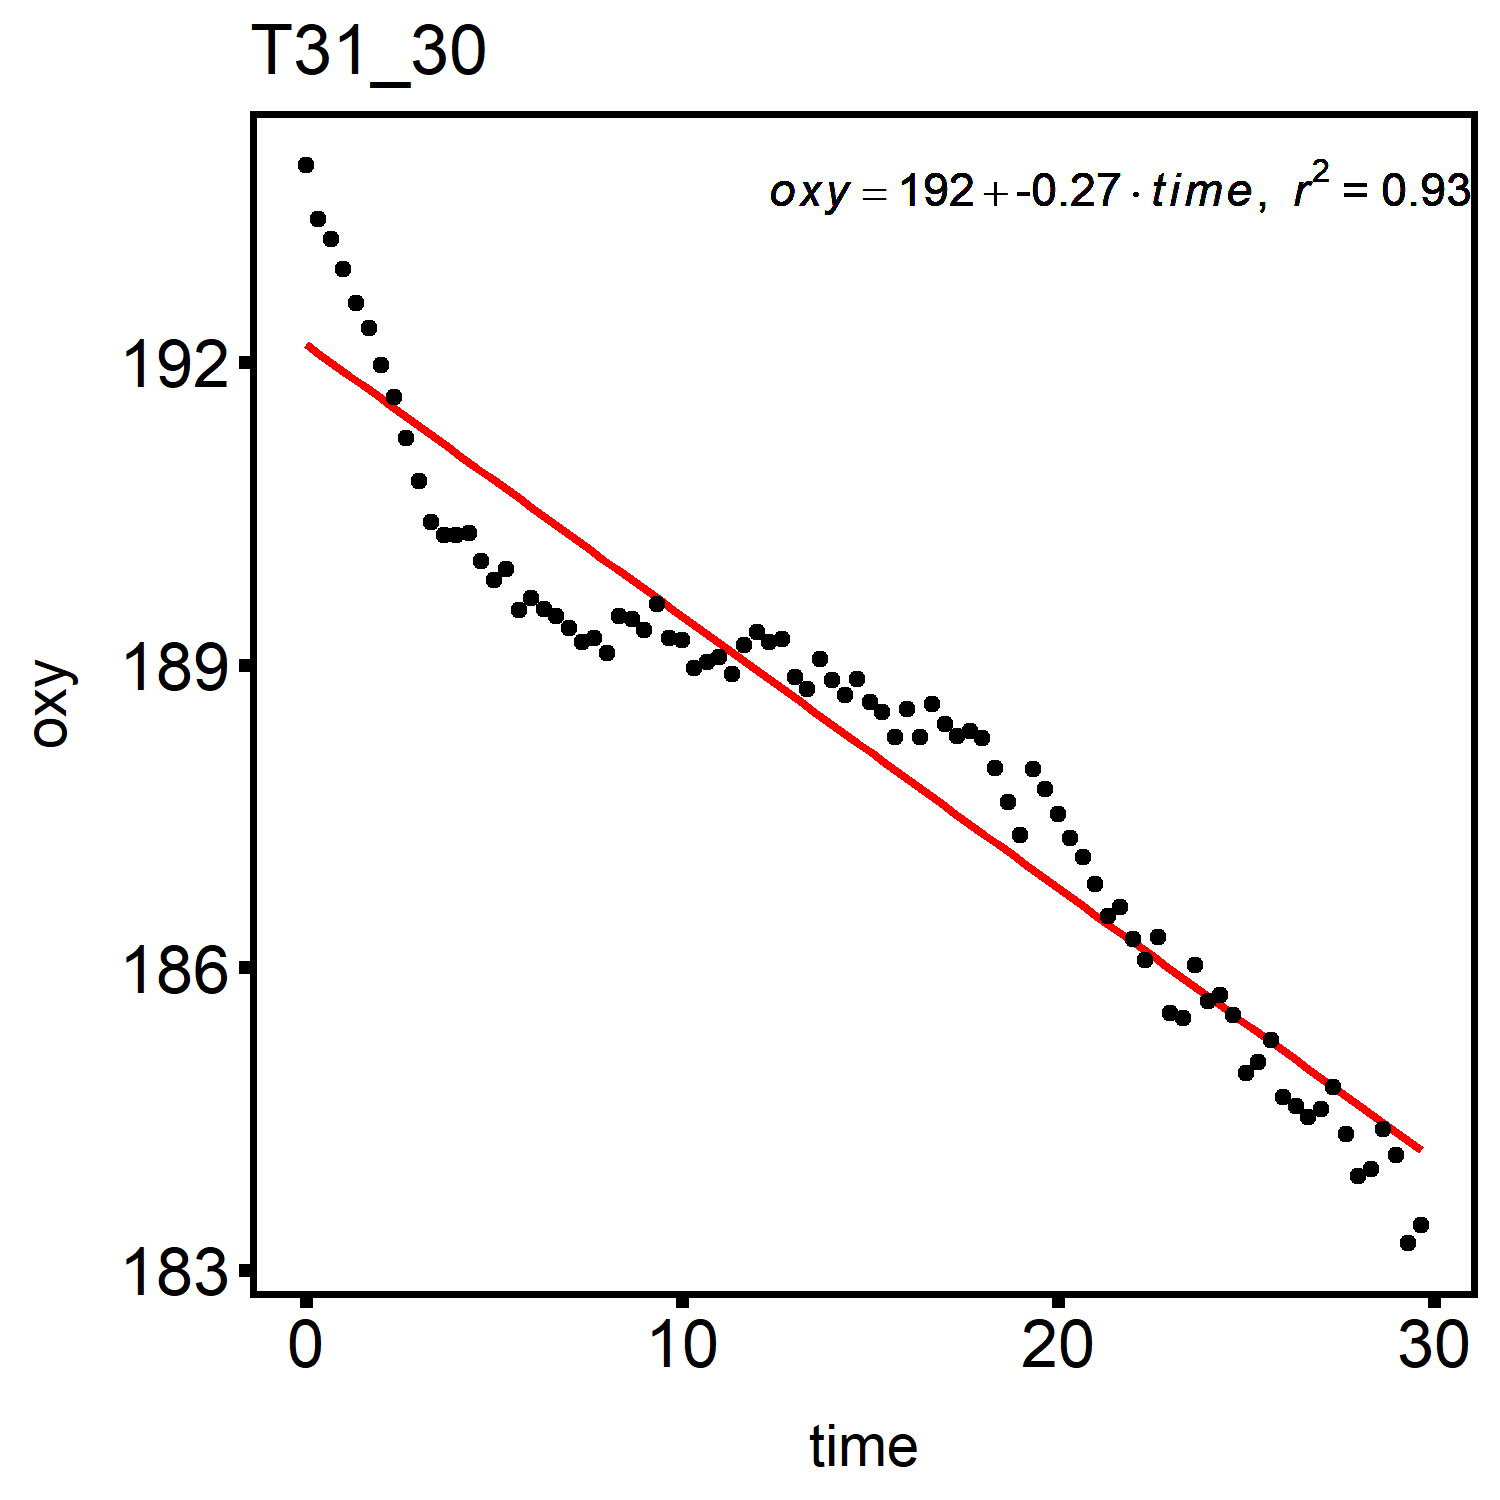 T31_30
oxy = 192 + -0.27 · time, r² = 0.93
192
189
186
183
oxy
0 10 20 30
time